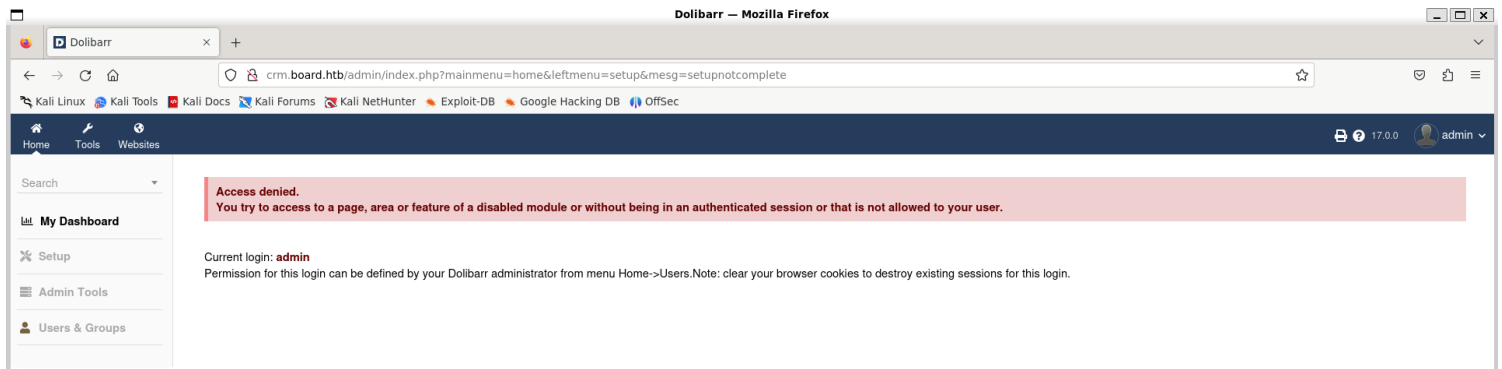 Dolibarr — Mozilla Firefox
Dolibarr
crm.board.htb/admin/index.php?mainmenu=home&leftmenu=setup&mesg=setupnotcomplete
Kali Linux Kali Tools Kali Docs Kali Forums Kali NetHunter Exploit-DB Google Hacking DB OffSec
Home Tools Websites 17.0.0 admin
Search
My Dashboard
Setup
Admin Tools
Users & Groups
Access denied.
You try to access to a page, area or feature of a disabled module or without being in an authenticated session or that is not allowed to your user.
Current login: admin
Permission for this login can be defined by your Dolibarr administrator from menu Home->Users.Note: clear your browser cookies to destroy existing sessions for this login.